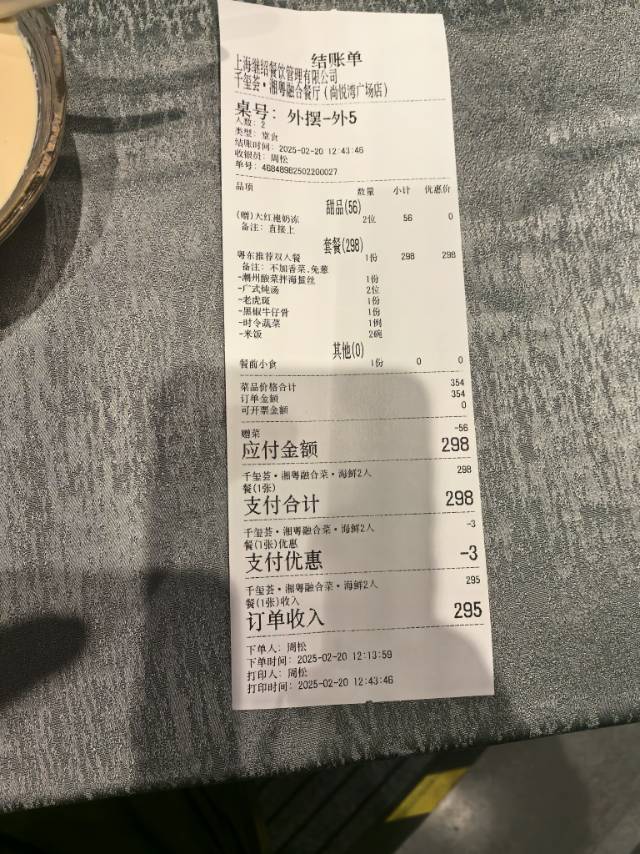 结账单
上海继绍餐饮管理有限公司
千玺荟·湘粤融合餐厅(尚悦湾广场店)
桌号: 外摆-外5
人数: 2
类型: 堂食
结账时间: 2025-02-20 12:43:46
收银员: 周松
单号: 46848982502200027
品项 数量 小计 优惠价
甜品(56)
(赠)大红袍奶冻 2位 56 0
备注: 直接上
套餐(298)
粤东推荐双人餐 1份 298 298
备注: 不加香菜,免葱
-潮州酸菜拌海蜇丝 1份
-广式炖汤 2位
-老虎斑 1份
-黑椒牛仔骨 1份
-时令蔬菜 1例
-米饭 2碗
其他(0)
餐前小食 1份 0 0
菜品价格合计 354
订单金额 354
可开票金额 0
赠菜 -56
应付金额 298
千玺荟·湘粤融合菜·海鲜2人 298
餐(1张)
支付合计 298
千玺荟·湘粤融合菜·海鲜2人 -3
餐(1张)优惠
支付优惠 -3
千玺荟·湘粤融合菜·海鲜2人 295
餐(1张)收入
订单收入 295
下单人: 周松
下单时间: 2025-02-20 12:13:59
打印人: 周松
打印时间: 2025-02-20 12:43:46